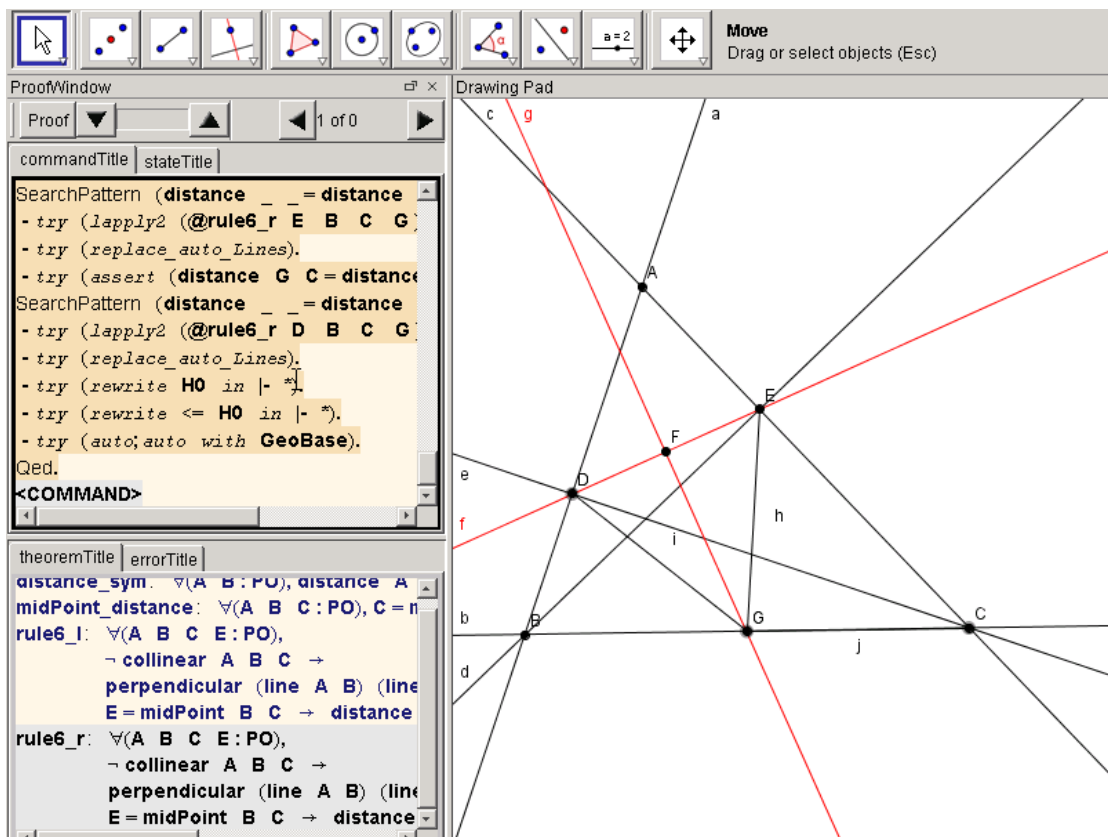 a = 2
α
Move
Drag or select objects (Esc)
ProofWindow
Drawing Pad
Proof
1 of 0
commandTitle
stateTitle
SearchPattern (distance _ _ = distance
- try (lapply2 (@rule6_r E B C G)
- try (replace_auto_Lines).
- try (assert (distance G C = distance
SearchPattern (distance _ _ = distance
- try (lapply2 (@rule6_r D B C G)
- try (replace_auto_Lines).
- try (rewrite H0 in |- *).
- try (rewrite <= H0 in |- *).
- try (auto; auto with GeoBase).
Qed.
<COMMAND>
theoremTitle
errorTitle
distance_sym: ∀(A B : PO), distance A
midPoint_distance: ∀(A B C : PO), C = m
rule6_l: ∀(A B C E : PO),
¬ collinear A B C →
perpendicular (line A B) (line
E = midPoint B C → distance
rule6_r: ∀(A B C E : PO),
¬ collinear A B C →
perpendicular (line A B) (line
E = midPoint B C → distance
c
g
a
A
E
F
e
D
f
h
i
b
B
G
C
j
d